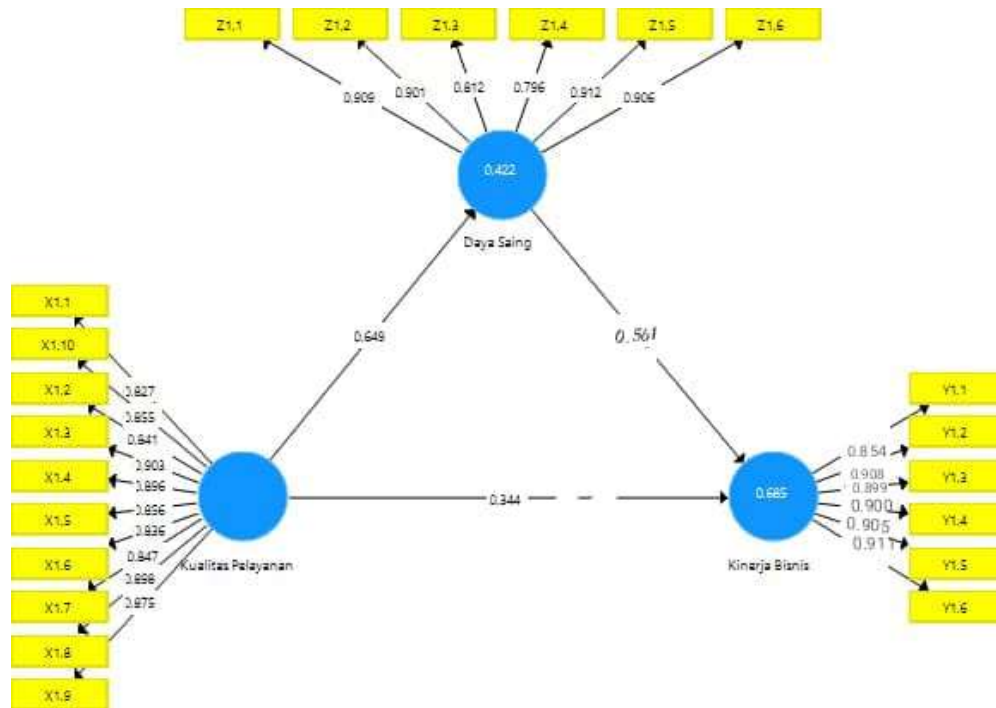 Z1.1 Z1.2 Z1.3 Z1.4 Z1.5 Z1.6
0.909 0.901 0.812 0.796 0.912 0.906
0.422
Daya Saing
0.649
0.561
X1.1
X1.10
X1.2
X1.3
X1.4
X1.5
X1.6
X1.7
X1.8
X1.9
0.827
0.855
0.841
0.903
0.896
0.856
0.836
0.847
0.898
0.875
Kualitas Pelayanan
0.344
0.685
Kinerja Bisnis
0.854
0.908
0.899
0.900
0.905
0.911
Y1.1
Y1.2
Y1.3
Y1.4
Y1.5
Y1.6